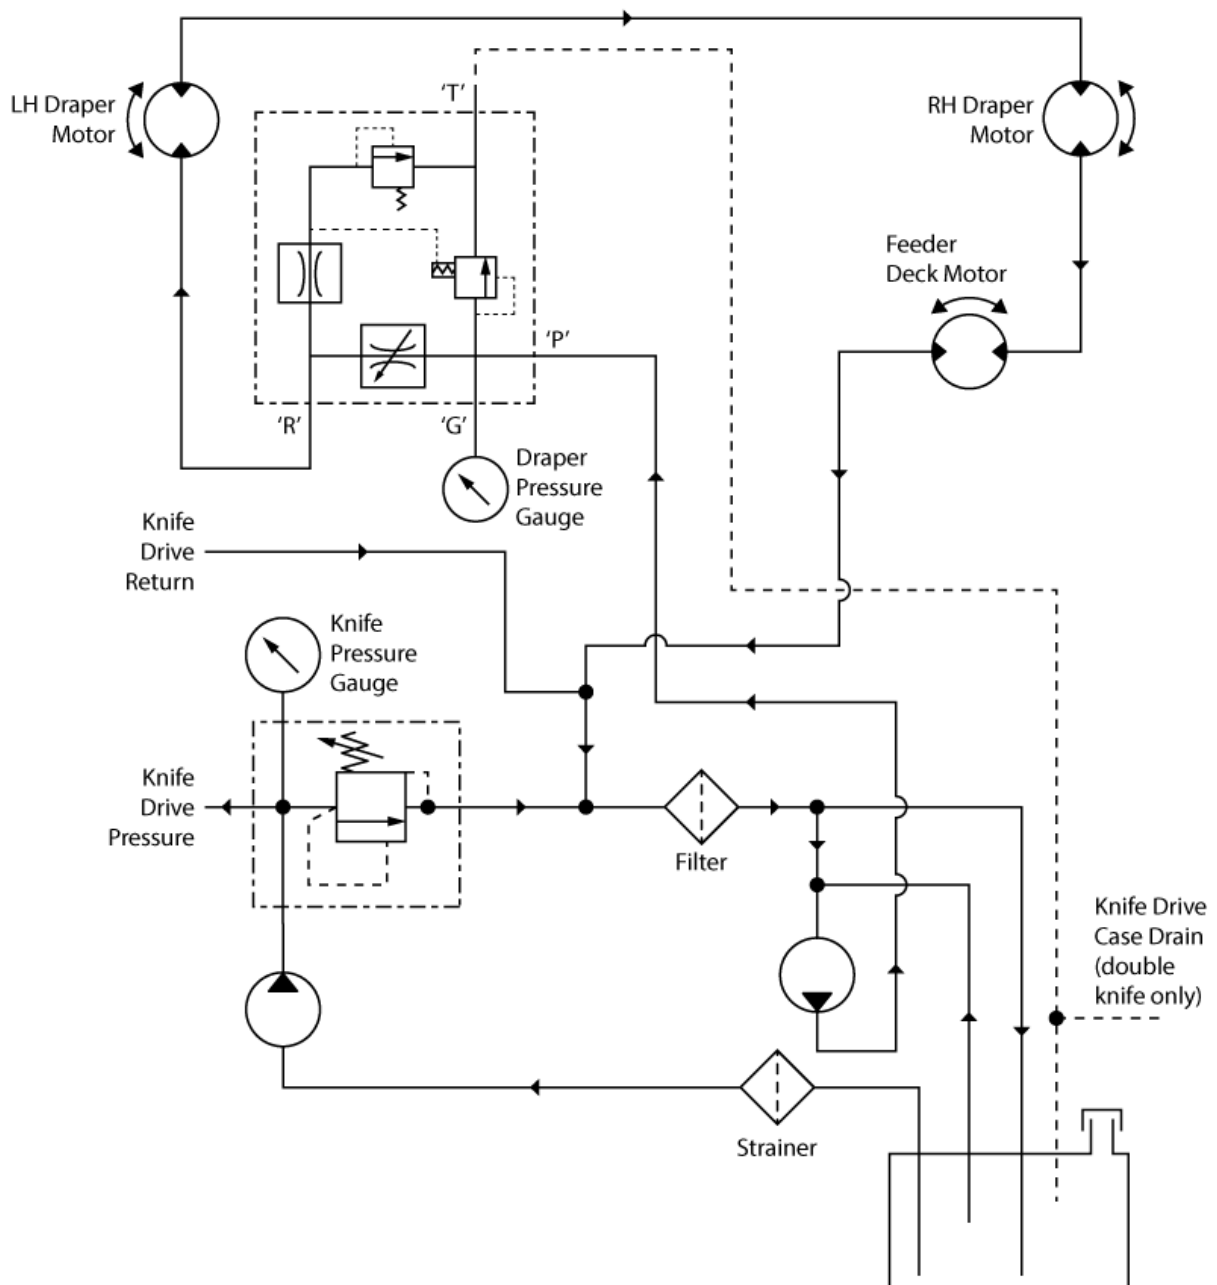 LH Draper
Motor
'T'
RH Draper
Motor
Feeder
Deck Motor
'P'
'R'
'G'
Draper
Pressure
Gauge
Knife
Drive
Return
Knife
Pressure
Gauge
Knife
Drive
Pressure
Filter
Knife Drive
Case Drain
(double
knife only)
Strainer